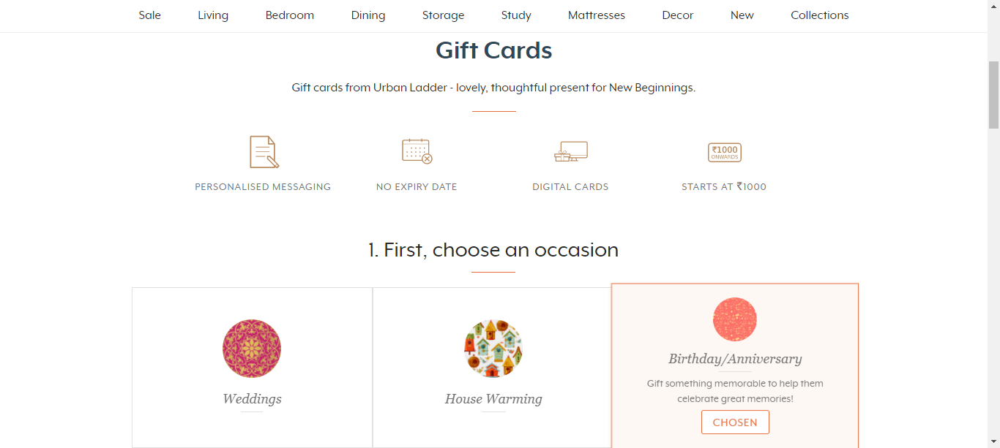 Sale Living Bedroom Dining Storage Study Mattresses Decor New Collections
Gift Cards
Gift cards from Urban Ladder - lovely, thoughtful present for New Beginnings.
₹1000
ONWARDS
PERSONALISED MESSAGING NO EXPIRY DATE DIGITAL CARDS STARTS AT ₹1000
1. First, choose an occasion
Weddings
House Warming
Birthday/Anniversary
Gift something memorable to help them
celebrate great memories!
CHOSEN